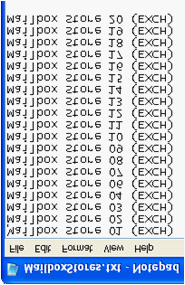 MailboxStores.txt - Notepad
File Edit Format View Help
Mailbox Store 01 (EXCH)
Mailbox Store 02 (EXCH)
Mailbox Store 03 (EXCH)
Mailbox Store 04 (EXCH)
Mailbox Store 06 (EXCH)
Mailbox Store 07 (EXCH)
Mailbox Store 08 (EXCH)
Mailbox Store 09 (EXCH)
Mailbox Store 10 (EXCH)
Mailbox Store 11 (EXCH)
Mailbox Store 12 (EXCH)
Mailbox Store 13 (EXCH)
Mailbox Store 14 (EXCH)
Mailbox Store 15 (EXCH)
Mailbox Store 16 (EXCH)
Mailbox Store 17 (EXCH)
Mailbox Store 18 (EXCH)
Mailbox Store 19 (EXCH)
Mailbox Store 20 (EXCH)